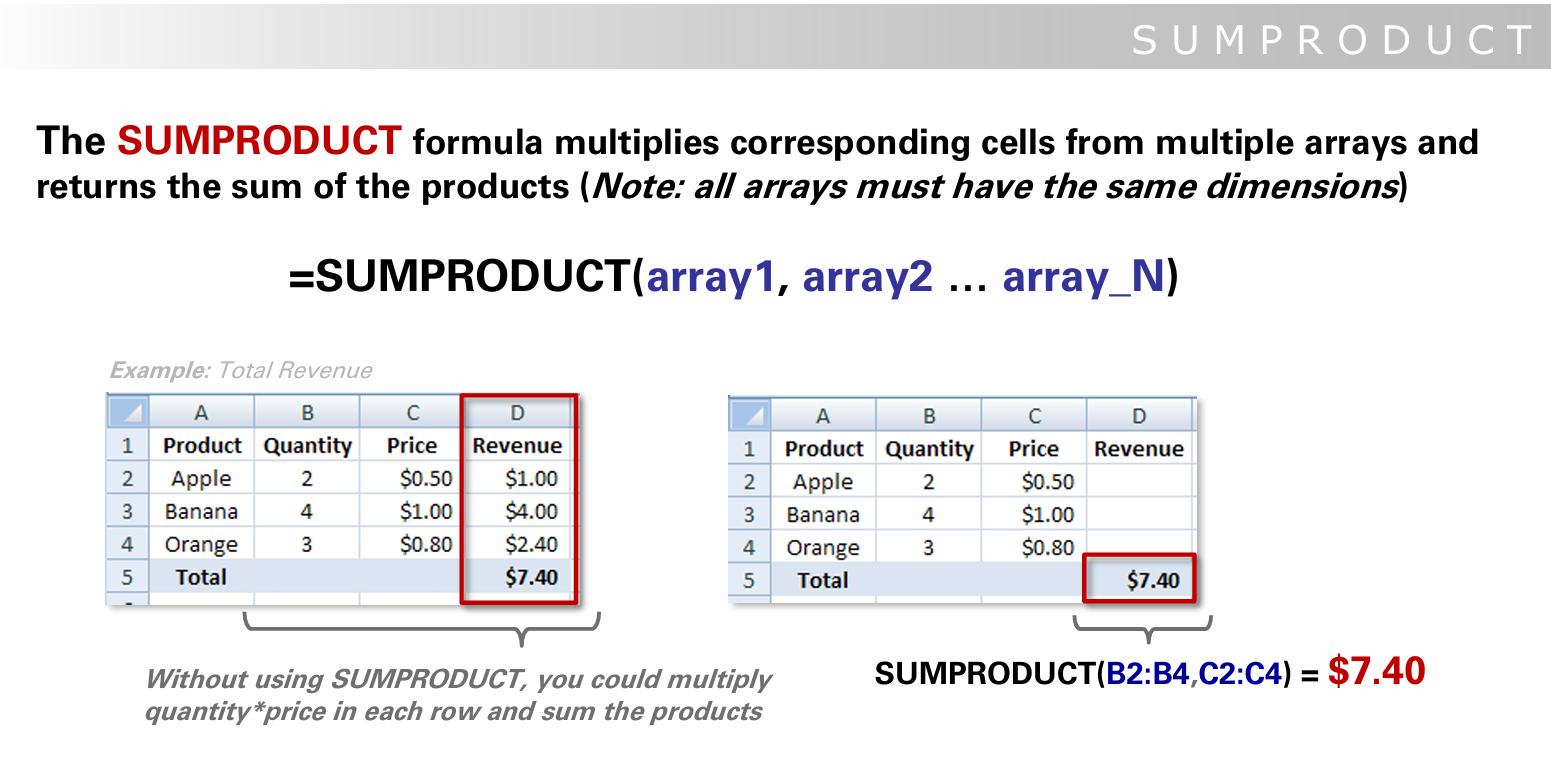 SUMPRODUCT
The SUMPRODUCT formula multiplies corresponding cells from multiple arrays and
returns the sum of the products (Note: all arrays must have the same dimensions)
=SUMPRODUCT(array1, array2 … array_N)
Example: Total Revenue
A B C D
1 Product Quantity Price Revenue
2 Apple 2 $0.50 $1.00
3 Banana 4 $1.00 $4.00
4 Orange 3 $0.80 $2.40
5 Total $7.40
Without using SUMPRODUCT, you could multiply
quantity*price in each row and sum the products
A B C D
1 Product Quantity Price Revenue
2 Apple 2 $0.50
3 Banana 4 $1.00
4 Orange 3 $0.80
5 Total $7.40
SUMPRODUCT(B2:B4,C2:C4) = $7.40